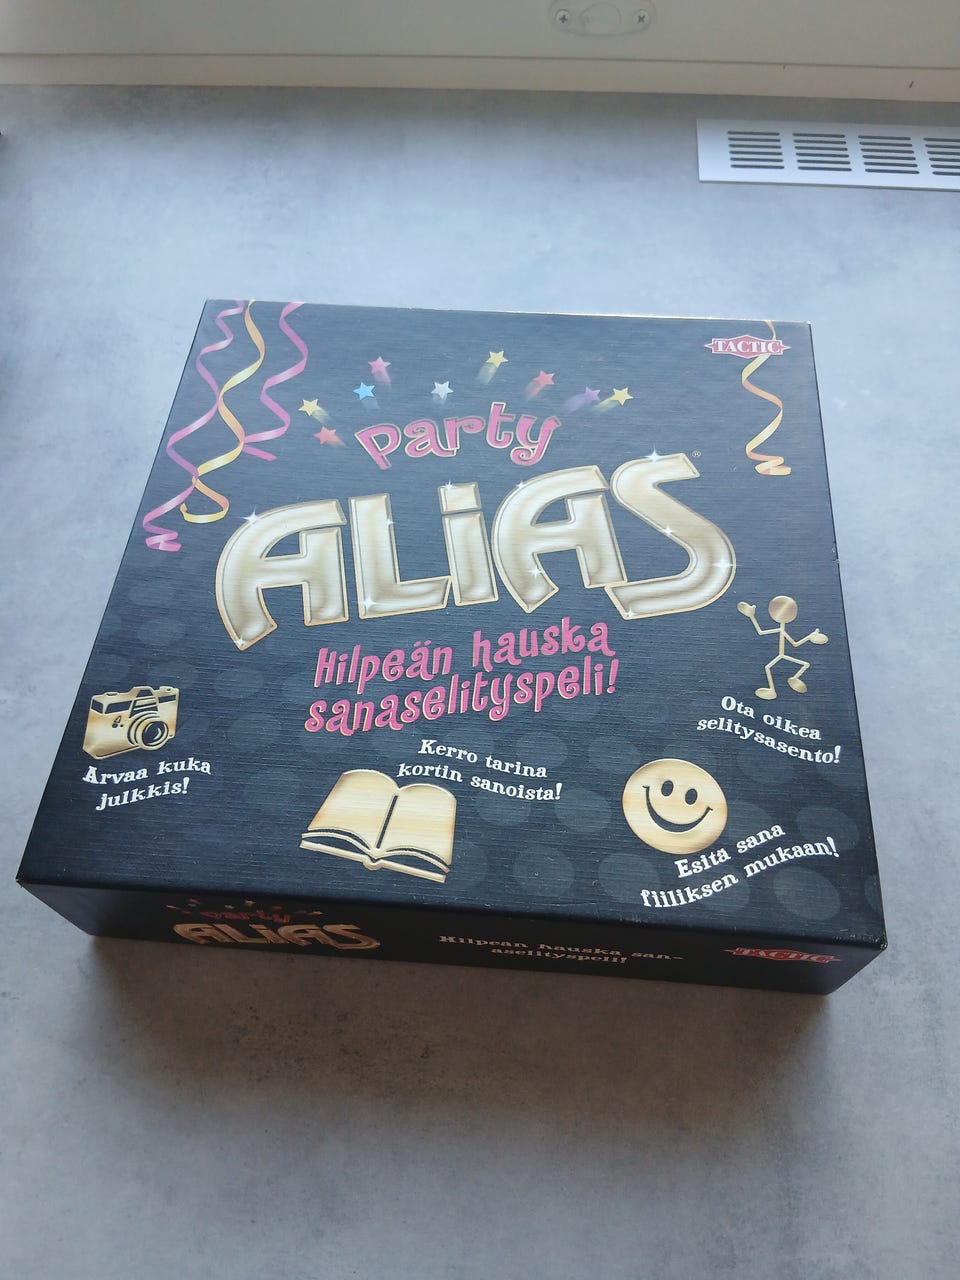 TACTIC
Party
ALiAS®
Hilpeän hauska
sanaselityspeli!
Ota oikea
selitysasento!
Arvaa kuka
julkkis!
Kerro tarina
kortin sanoista!
Esitä sana
fiiliksen mukaan!
Party
ALiAS
Hilpeän hauska san-
aselityspeli!
TACTIC